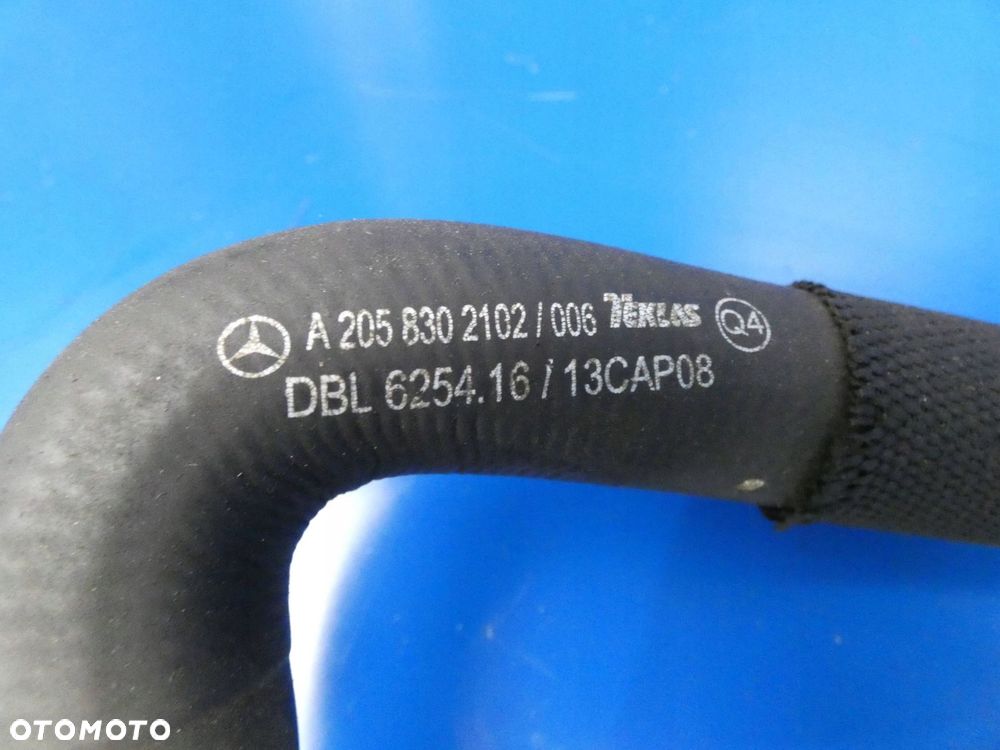 A 205 830 2102 / 006 TEKLAS Q4
DBL 6254.16 / 13CAP08
OTOMOTO